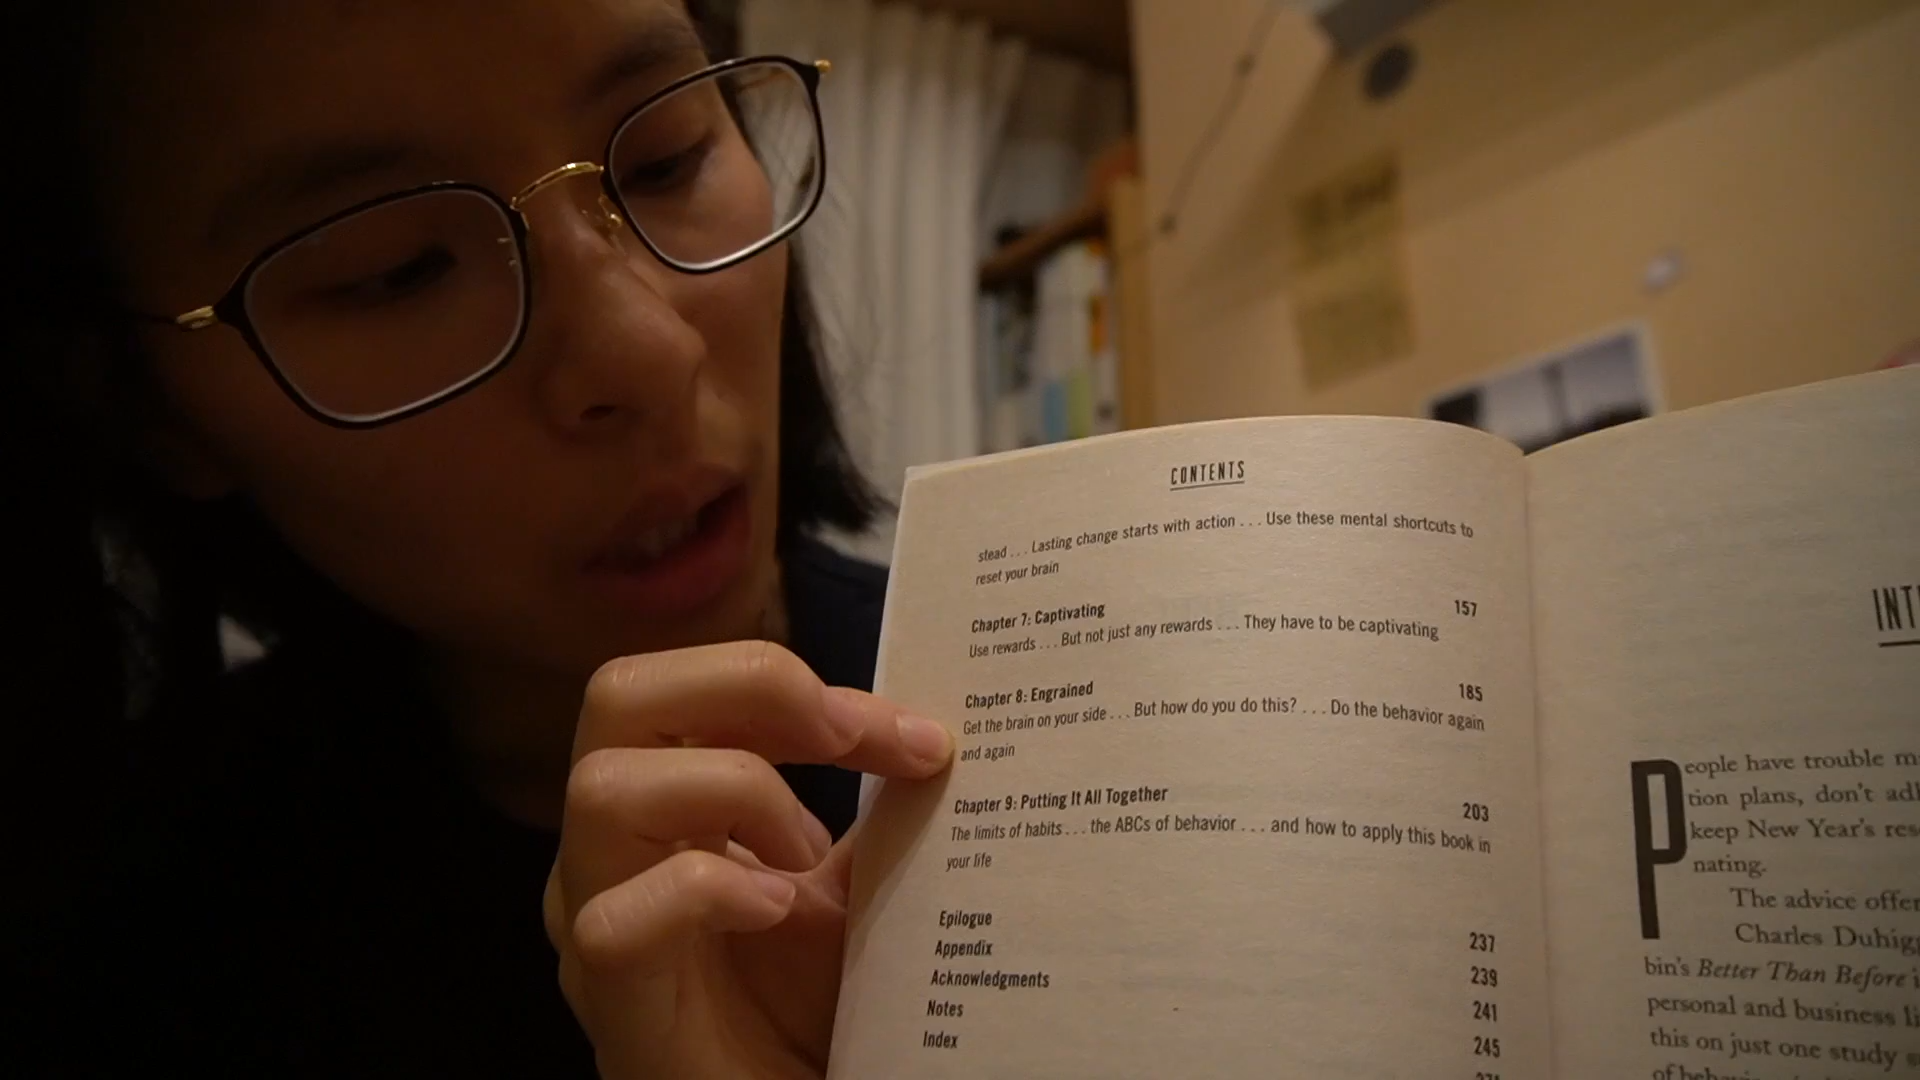 CONTENTS
stead . . . Lasting change starts with action . . . Use these mental shortcuts to
reset your brain
Chapter 7: Captivating 157
Use rewards . . . But not just any rewards . . . They have to be captivating
Chapter 8: Engrained 185
Get the brain on your side . . . But how do you do this? . . . Do the behavior again
and again
Chapter 9: Putting It All Together 203
The limits of habits . . . the ABCs of behavior . . . and how to apply this book in
your life
Epilogue 237
Appendix 239
Acknowledgments 241
Notes 245
Index
People have trouble
tion plans, don't
keep New Year's
nating.
The advice
Charles
bin's Better Than Before
personal and business
this on just one study